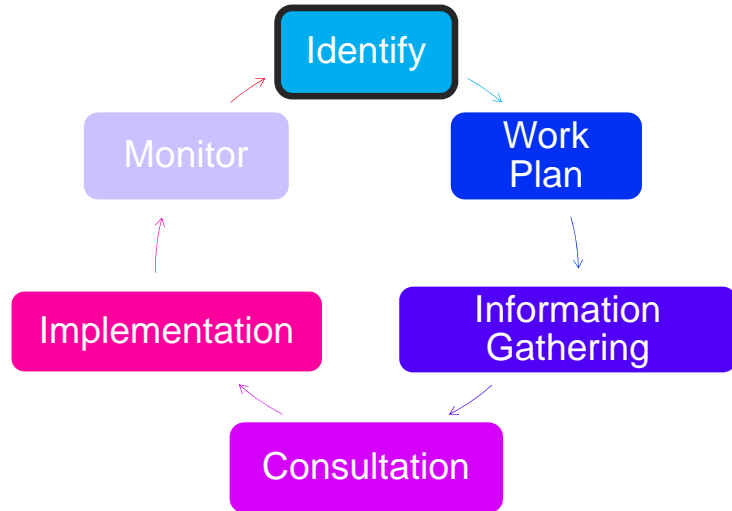 Identify
Work
Plan
Information
Gathering
Consultation
Implementation
Monitor